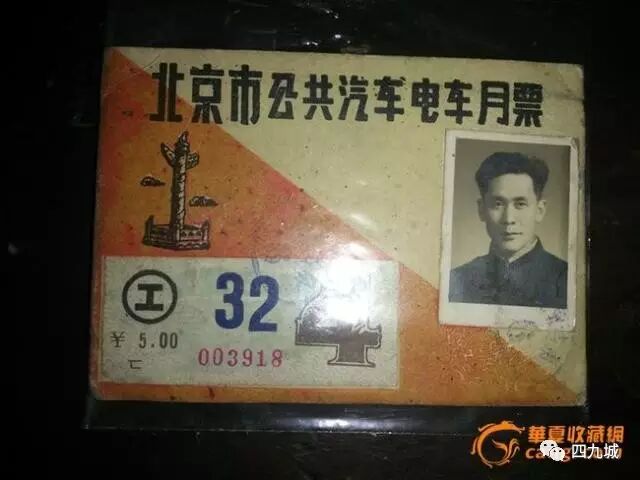 北京市公共汽车电车月票
工
32
¥ 5.00
003918
華夏收藏網
四九城